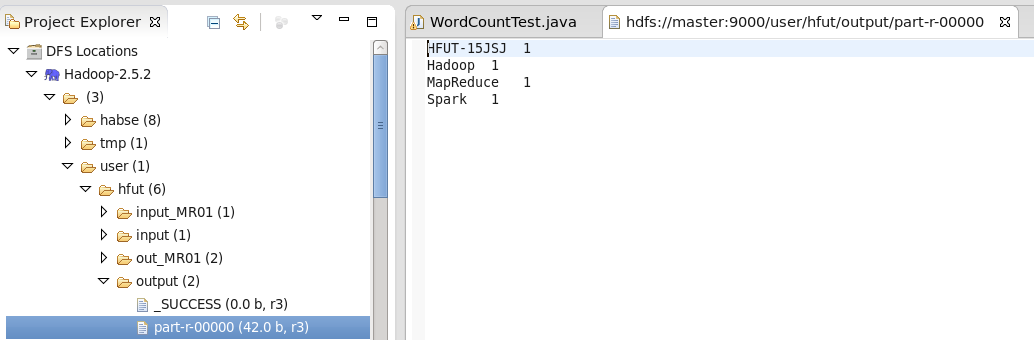 Project Explorer
DFS Locations
Hadoop-2.5.2
(3)
habse (8)
tmp (1)
user (1)
hfut (6)
input_MR01 (1)
input (1)
out_MR01 (2)
output (2)
_SUCCESS (0.0 b, r3)
part-r-00000 (42.0 b, r3)
WordCountTest.java
hdfs://master:9000/user/hfut/output/part-r-00000
HFUT-15JSJ 1
Hadoop 1
MapReduce 1
Spark 1